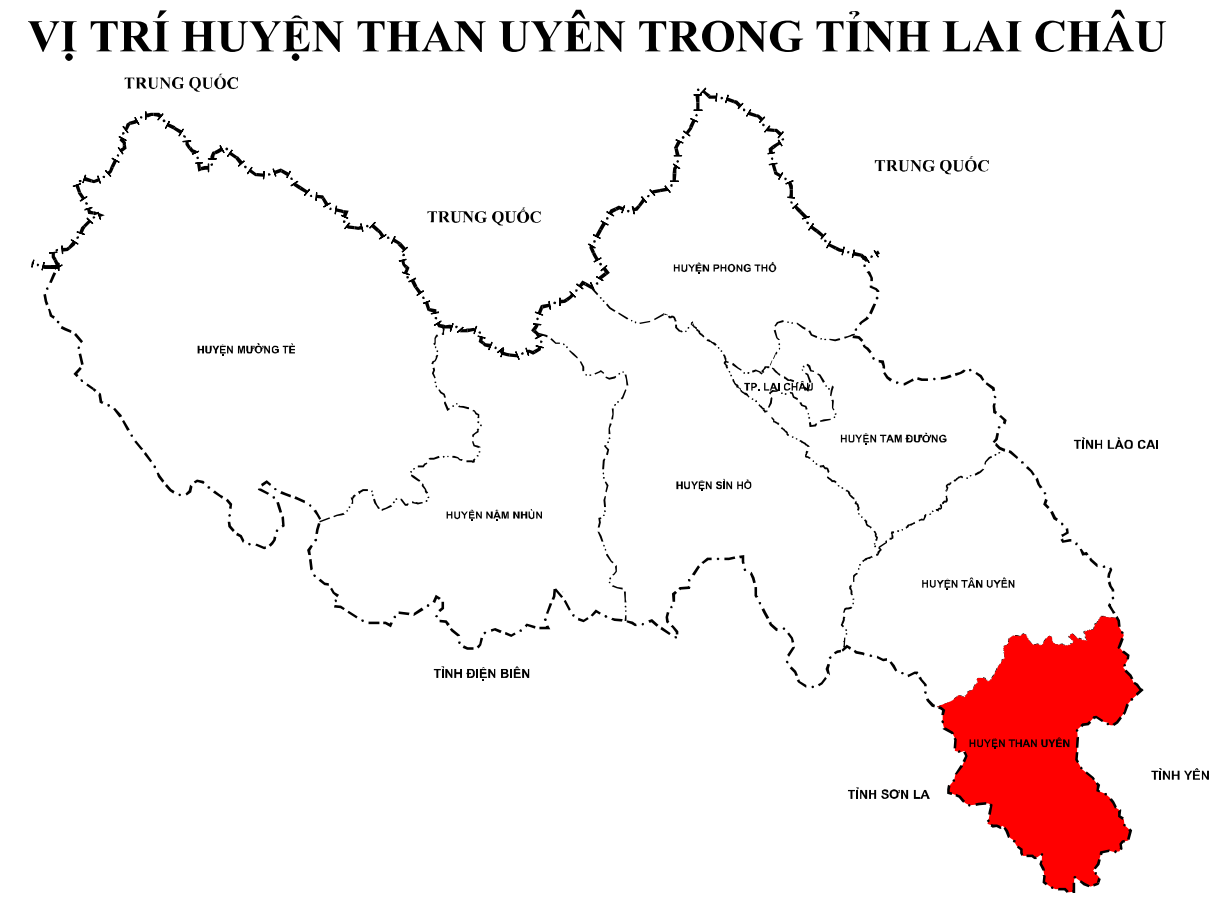 VỊ TRÍ HUYỆN THAN UYÊN TRONG TỈNH LAI CHÂU
TRUNG QUỐC
TRUNG QUỐC
TRUNG QUỐC
HUYỆN PHONG THỔ
HUYỆN MƯỜNG TÈ
TP. LAI CHÂU
HUYỆN TAM ĐƯỜNG
TỈNH LÀO CAI
HUYỆN SÌN HỒ
HUYỆN NẬM NHÙN
HUYỆN TÂN UYÊN
TỈNH ĐIỆN BIÊN
HUYỆN THAN UYÊN
TỈNH YÊN
TỈNH SƠN LA